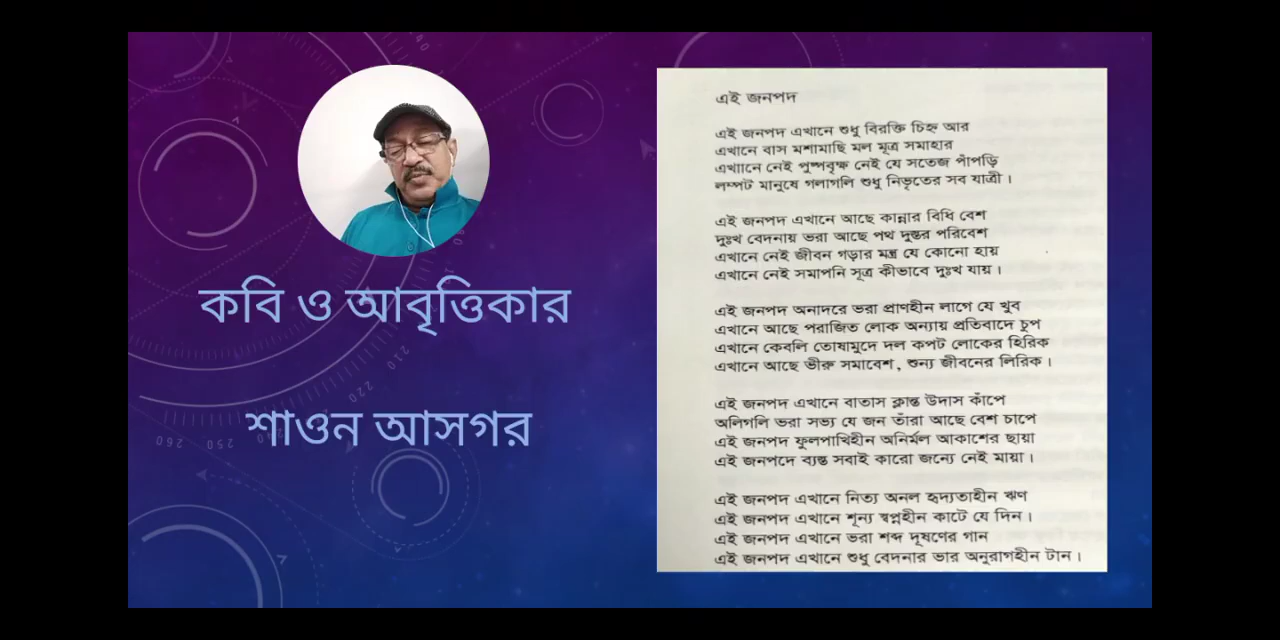 কবি ও আবৃত্তিকার
শাওন আসগর
এই জনপদ
এই জনপদ এখানে শুধু বিরক্তি চিহ্ন আর
এখানে বাস মশামাছি মল মূত্র সমাহার
এখাানে নেই পুষ্পবৃক্ষ নেই যে সতেজ পাঁপড়ি
লম্পট মানুষে গলাগলি শুধু নিভৃতের সব যাত্রী।
এই জনপদ এখানে আছে কান্নার বিধি বেশ
দুঃখ বেদনায় ভরা আছে পথ দুস্তর পরিবেশ
এখানে নেই জীবন গড়ার মন্ত্র যে কোনো হায়
এখানে নেই সমাপনি সূত্র কীভাবে দুঃখ যায়।
এই জনপদ অনাদরে ভরা প্রাণহীন লাগে যে খুব
এখানে আছে পরাজিত লোক অন্যায় প্রতিবাদে চুপ
এখানে কেবলি তোষামুদে দল কপট লোকের হিরিক
এখানে আছে ভীরু সমাবেশ, শুন্য জীবনের লিরিক।
এই জনপদ এখানে বাতাস ক্লান্ত উদাস কাঁপে
অলিগলি ভরা সভ্য যে জন তাঁরা আছে বেশ চাপে
এই জনপদ ফুলপাখিহীন অনির্মল আকাশের ছায়া
এই জনপদে ব্যস্ত সবাই কারো জন্যে নেই মায়া।
এই জনপদ এখানে নিত্য অনল হৃদ্যতাহীন ঋণ
এই জনপদ এখানে শূন্য স্বপ্নহীন কাটে যে দিন।
এই জনপদ এখানে ভরা শব্দ দূষণের গান
এই জনপদ এখানে শুধু বেদনার ভার অনুরাগহীন টান।
260
250
220
210
40